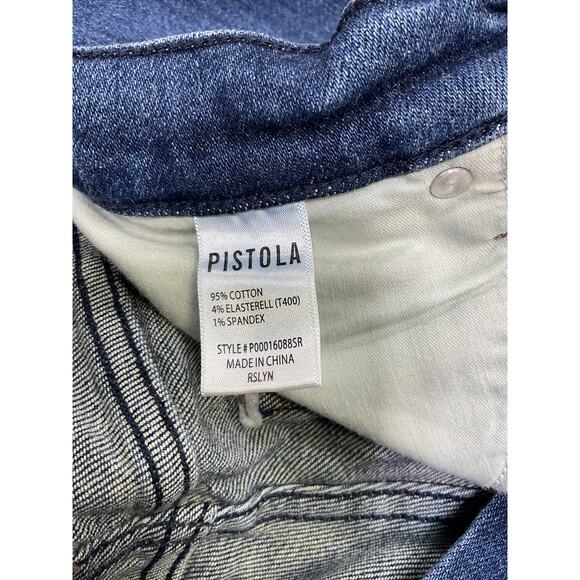 PISTOLA
95% COTTON
4% ELASTERELL (T400)
1% SPANDEX
STYLE # P00016088SR
MADE IN CHINA
RSLYN